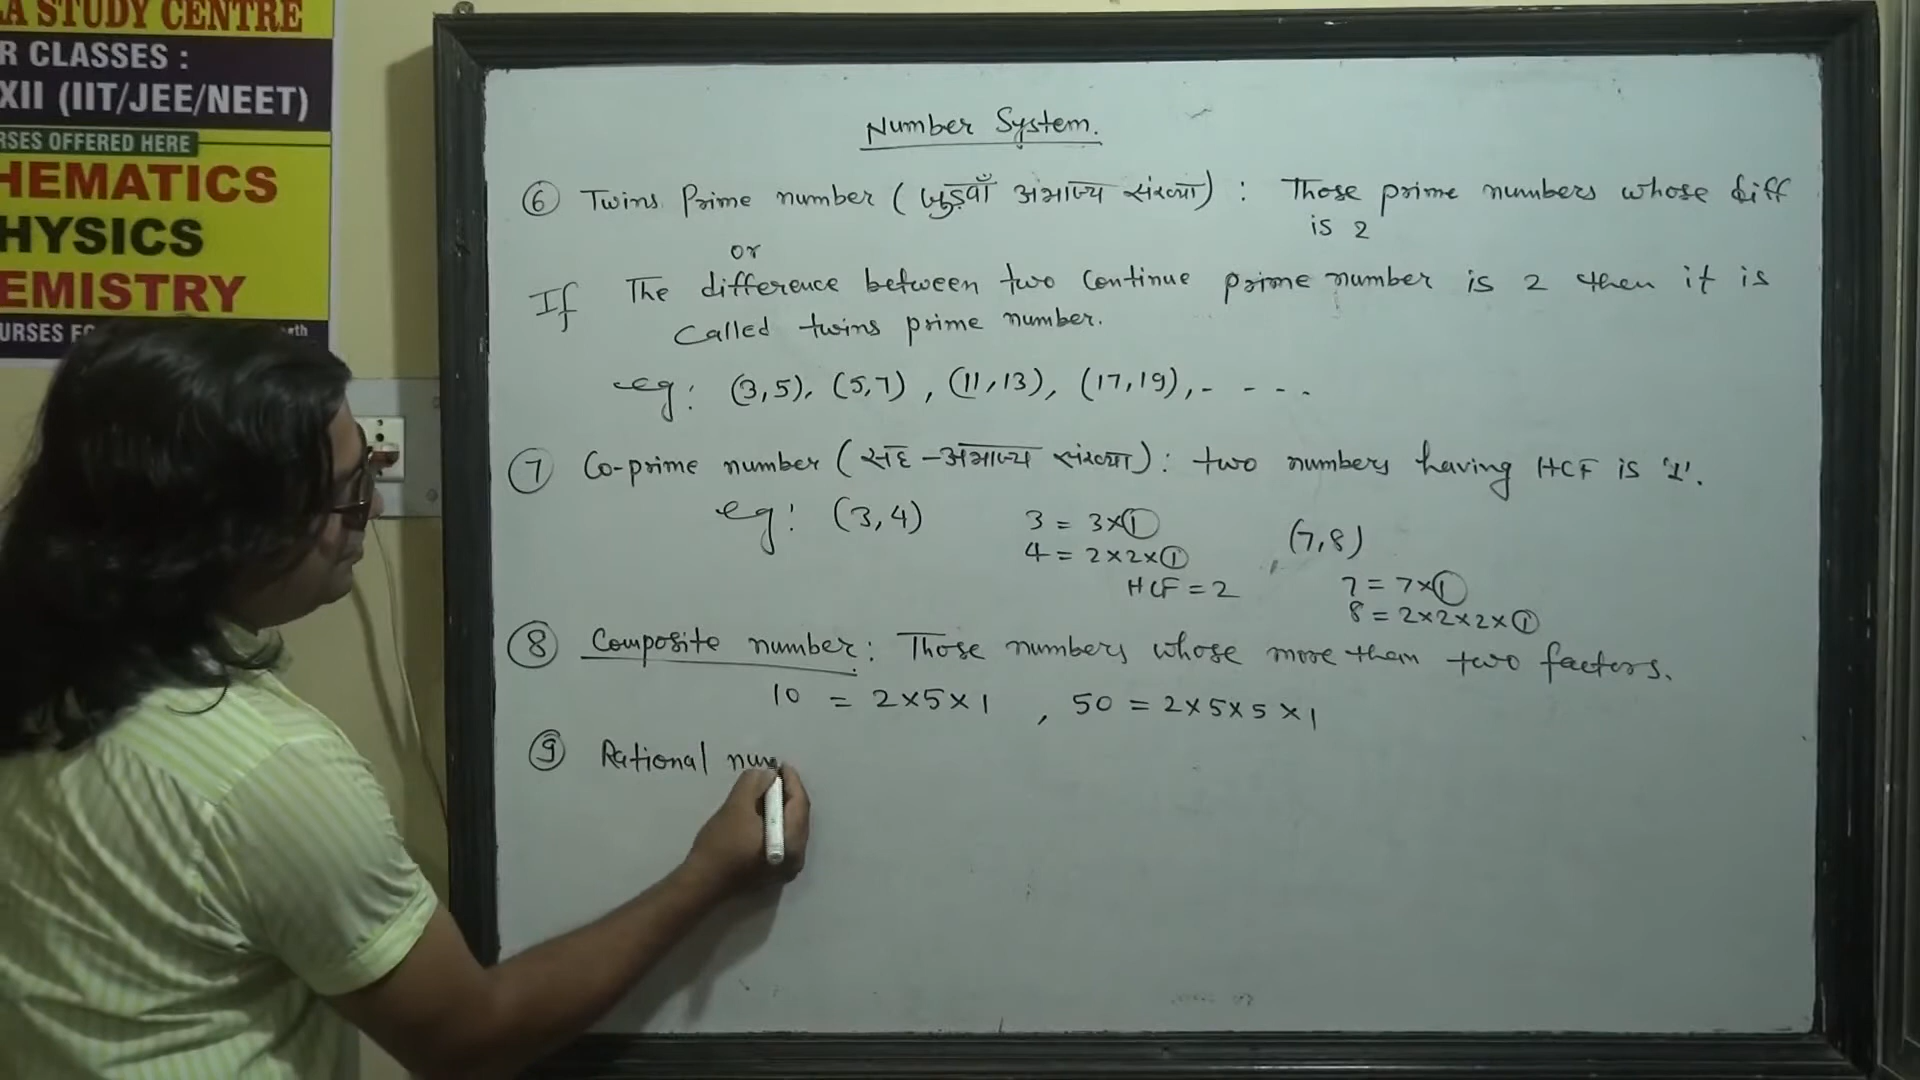 A STUDY CENTRE
R CLASSES :
XII (IIT/JEE/NEET)
RSES OFFERED HERE
HEMATICS
HYSICS
EMISTRY
URSES F
th
Number System.
6 Twins Prime number (जुड़वाँ अभाज्य संख्या) : Those prime numbers whose diff
is 2
or
If The difference between two continue prime number is 2 then it is
called twins prime number.
eg: (3,5), (5,7), (11,13), (17,19),- - - -.
7 Co-prime number (सह-अभाज्य संख्या) : two numbers having HCF is '1'.
eg: (3,4) 3 = 3×1 , (7,8)
4 = 2×2×1
HCF = 2 7 = 7×1
8 = 2×2×2×1
8 Composite number : Those numbers whose more than two factors.
10 = 2×5×1 , 50 = 2×5×5×1
9 Rational num